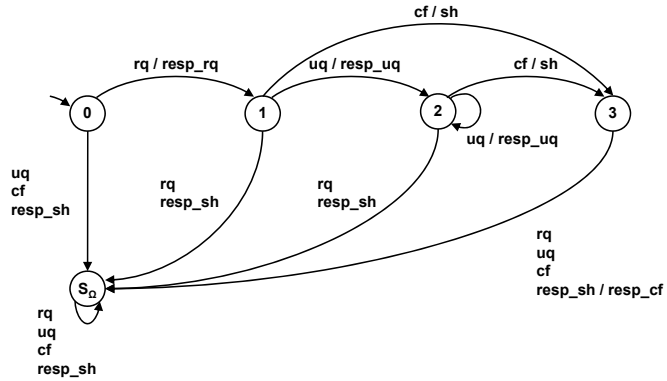 cf / sh
rq / resp_rq
uq / resp_uq
cf / sh
0
1
2
3
uq / resp_uq
uq
cf
resp_sh
rq
resp_sh
rq
resp_sh
rq
uq
cf
resp_sh / resp_cf
SΩ
rq
uq
cf
resp_sh